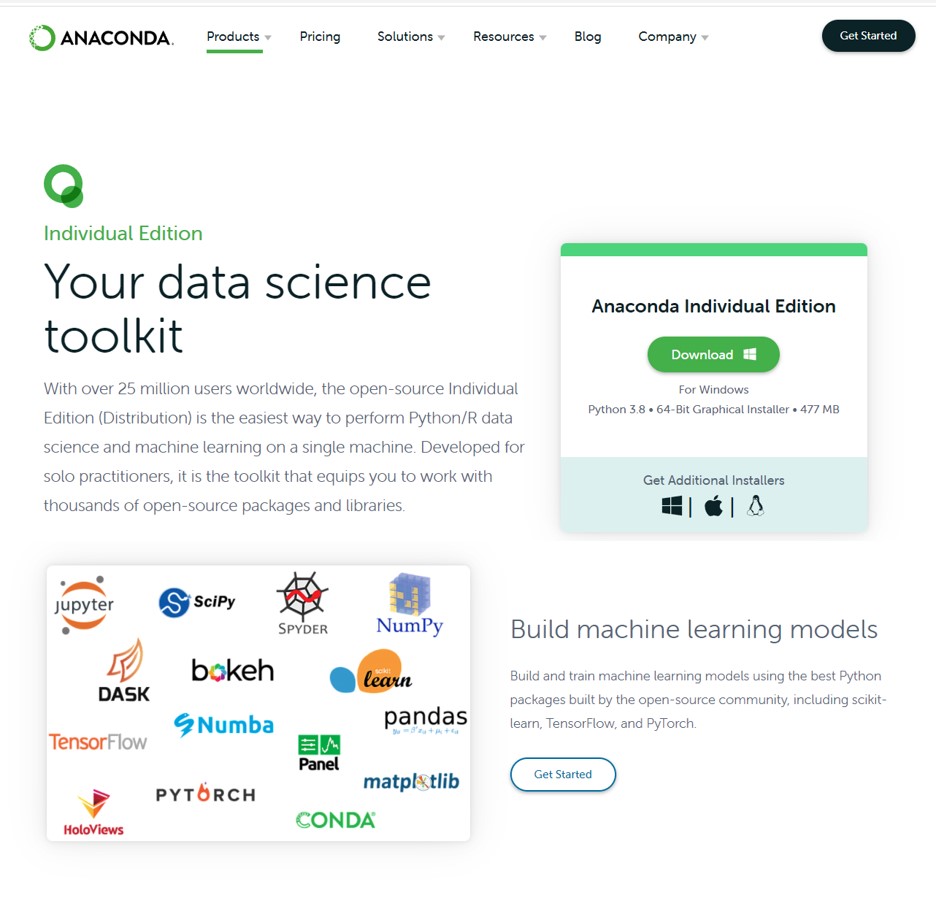 ANACONDA.
Products
Pricing
Solutions
Resources
Blog
Company
Get Started
Individual Edition
Your data science
toolkit
With over 25 million users worldwide, the open-source Individual
Edition (Distribution) is the easiest way to perform Python/R data
science and machine learning on a single machine. Developed for
solo practitioners, it is the toolkit that equips you to work with
thousands of open-source packages and libraries.
Anaconda Individual Edition
Download
For Windows
Python 3.8 • 64-Bit Graphical Installer • 477 MB
Get Additional Installers
jupyter
SciPy
SPYDER
NumPy
DASK
bokeh
scikit
learn
TensorFlow
Numba
pandas
Panel
matplotlib
HoloViews
PYTORCH
CONDA
Build machine learning models
Build and train machine learning models using the best Python
packages built by the open-source community, including scikit-
learn, TensorFlow, and PyTorch.
Get Started